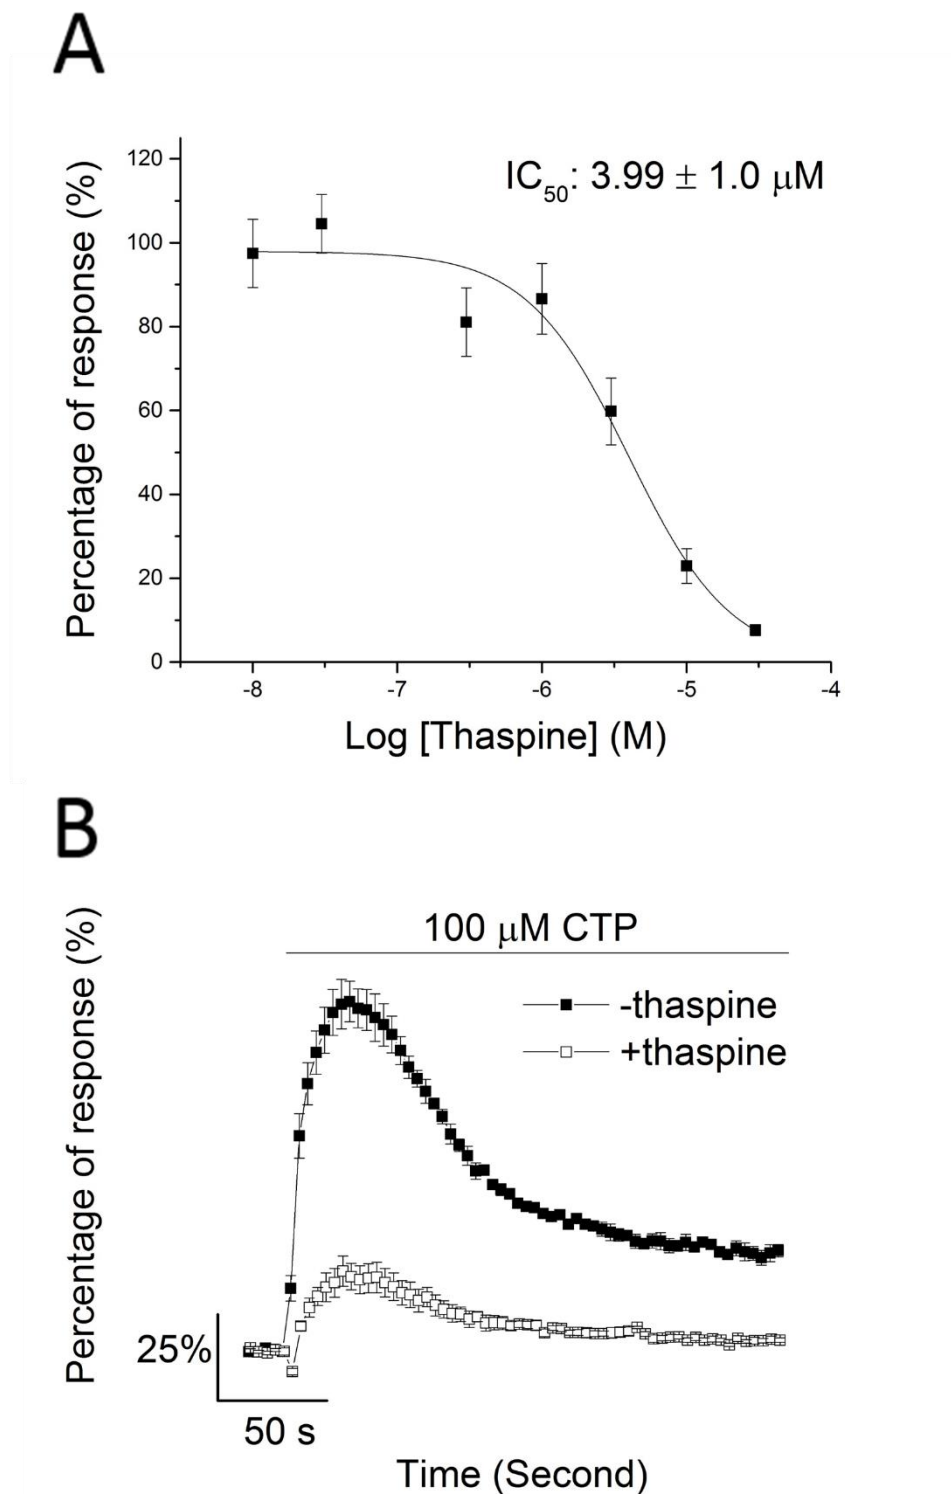 A
Percentage of response (%)
IC50: 3.99 ± 1.0 μM
120
100
80
60
40
20
0
-8 -7 -6 -5 -4
Log [Thaspine] (M)
B
Percentage of response (%)
100 μM CTP
-thaspine
+thaspine
25%
50 s
Time (Second)